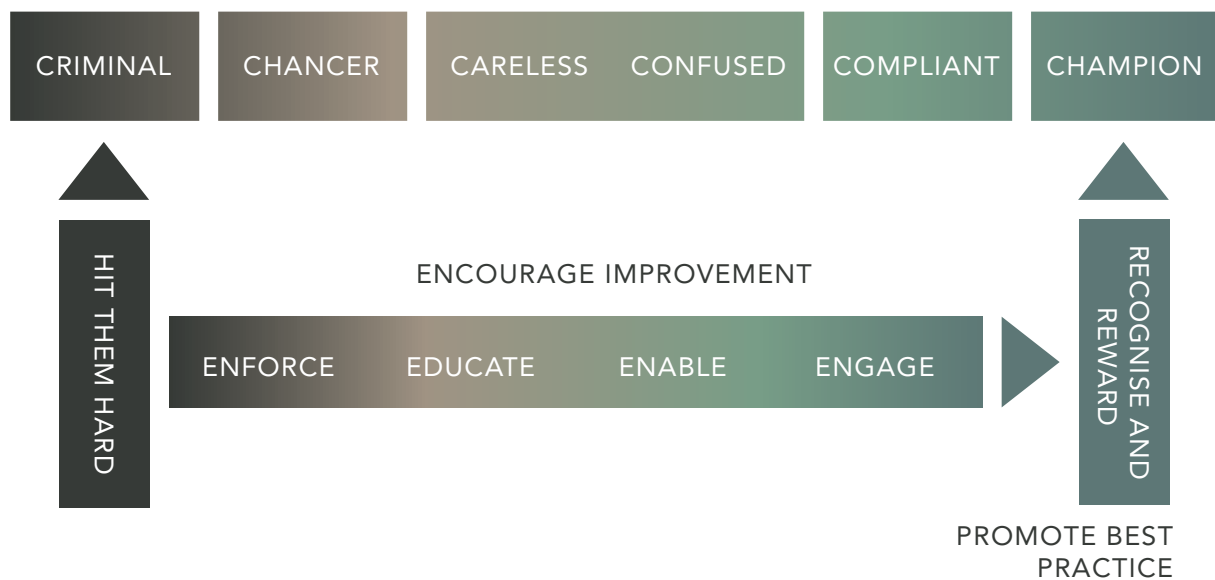 CRIMINAL
CHANCER
CARELESS CONFUSED
COMPLIANT
CHAMPION
HIT THEM HARD
ENCOURAGE IMPROVEMENT
ENFORCE
EDUCATE
ENABLE
ENGAGE
RECOGNISE AND
REWARD
PROMOTE BEST
PRACTICE